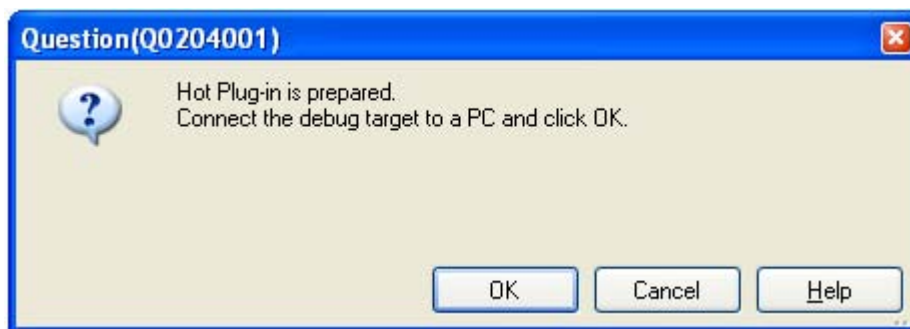 Question(Q0204001)
Hot Plug-in is prepared.
Connect the debug target to a PC and click OK.
OK
Cancel
Help